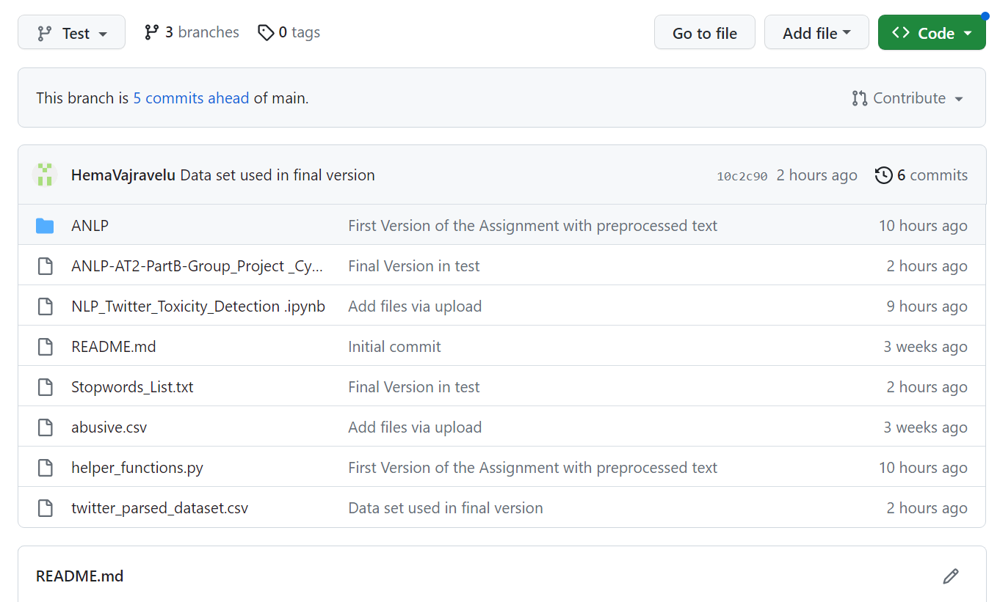 Test 3 branches 0 tags Go to file Add file <> Code
This branch is 5 commits ahead of main. Contribute
HemaVajravelu Data set used in final version 10c2c90 2 hours ago 6 commits
ANLP First Version of the Assignment with preprocessed text 10 hours ago
ANLP-AT2-PartB-Group_Project _Cy... Final Version in test 2 hours ago
NLP_Twitter_Toxicity_Detection .ipynb Add files via upload 9 hours ago
README.md Initial commit 3 weeks ago
Stopwords_List.txt Final Version in test 2 hours ago
abusive.csv Add files via upload 3 weeks ago
helper_functions.py First Version of the Assignment with preprocessed text 10 hours ago
twitter_parsed_dataset.csv Data set used in final version 2 hours ago
README.md